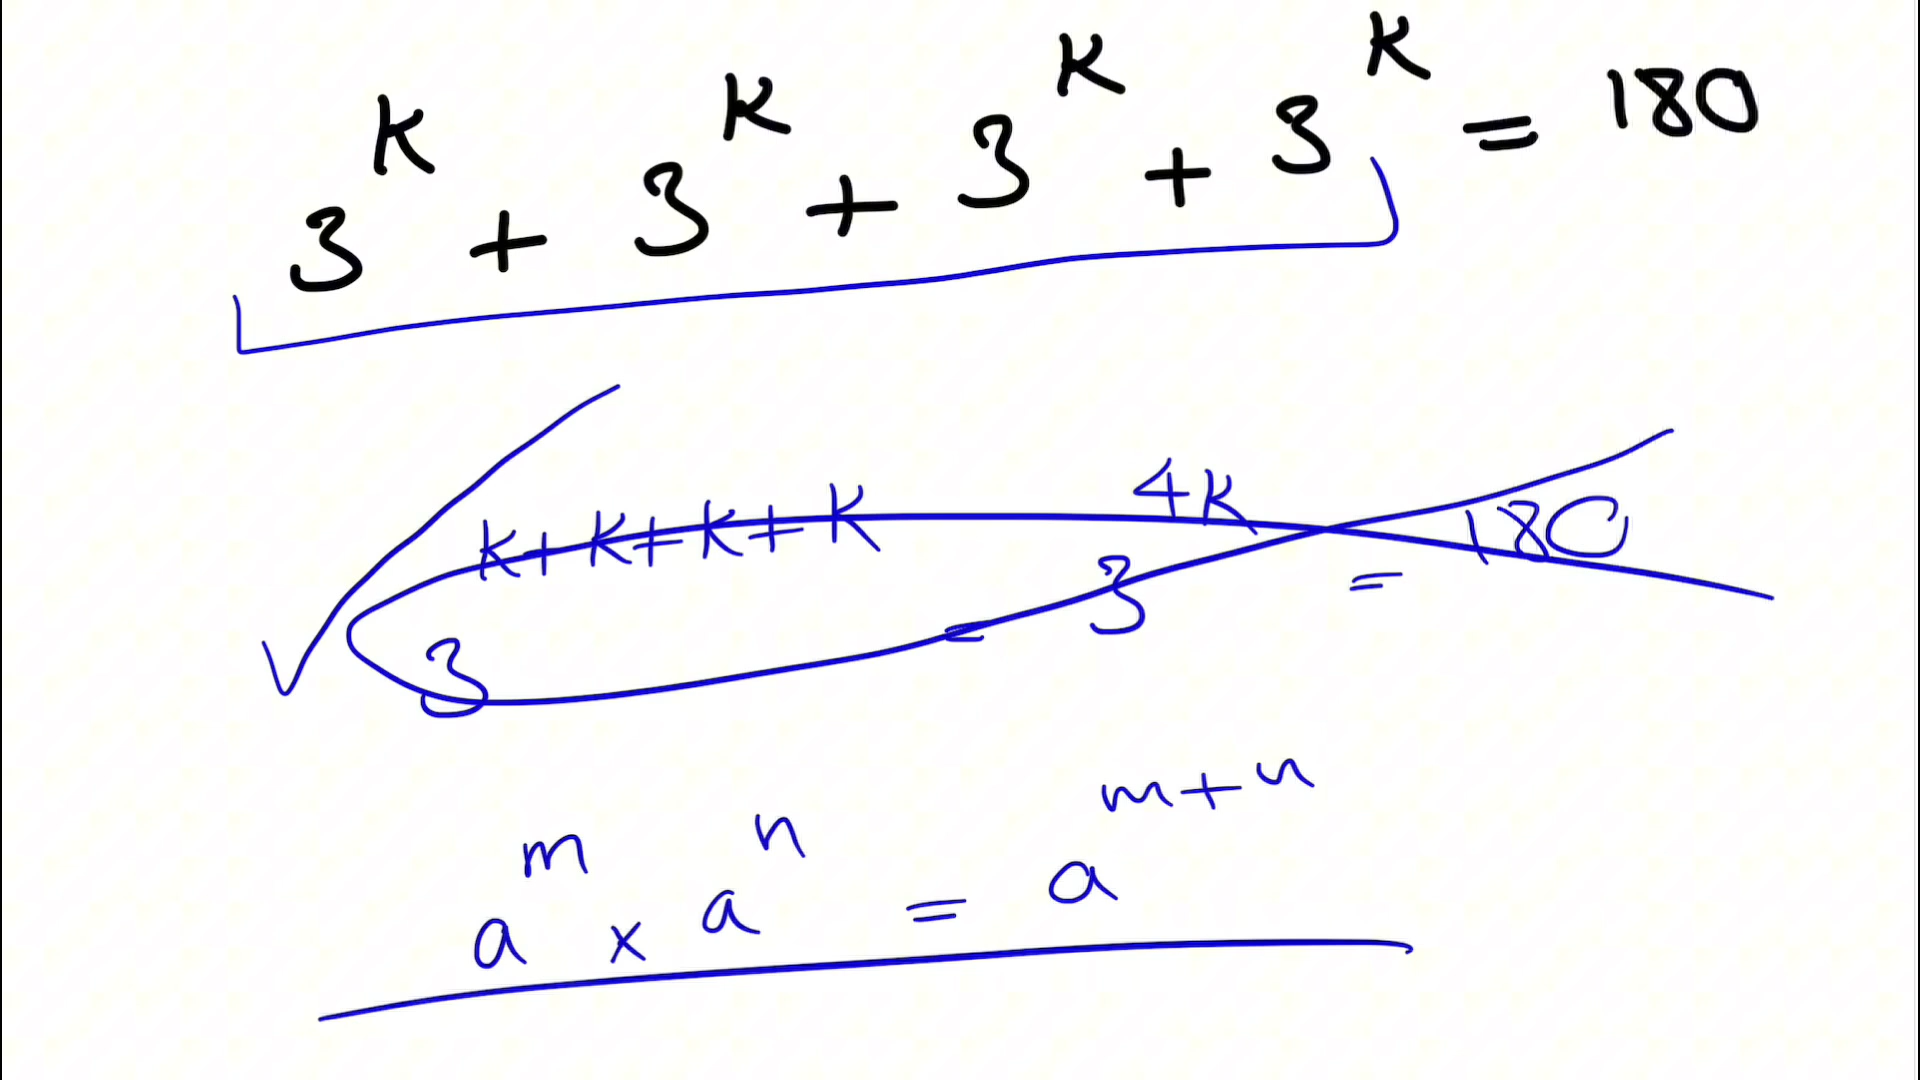 3^k + 3^k + 3^k + 3^k = 180
3^{k+k+k+k} = 3^{4k} = 180
a^m × a^n = a^{m+n}